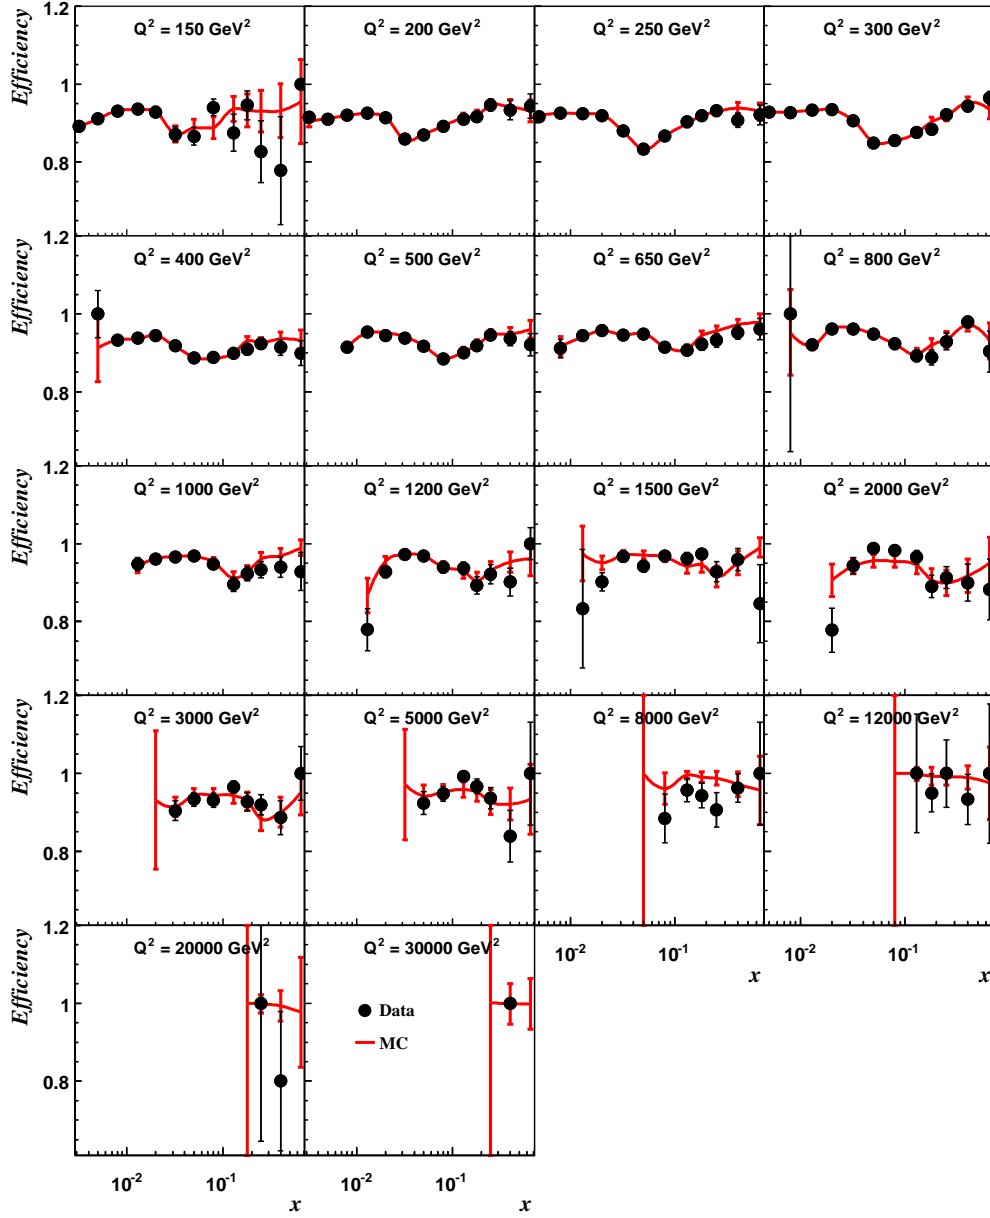 1.2
Efficiency
1
0.8
Q² = 150 GeV²
Q² = 200 GeV²
Q² = 250 GeV²
Q² = 300 GeV²
1.2
Efficiency
1
0.8
Q² = 400 GeV²
Q² = 500 GeV²
Q² = 650 GeV²
Q² = 800 GeV²
1.2
Efficiency
1
0.8
Q² = 1000 GeV²
Q² = 1200 GeV²
Q² = 1500 GeV²
Q² = 2000 GeV²
1.2
Efficiency
1
0.8
Q² = 3000 GeV²
Q² = 5000 GeV²
Q² = 8000 GeV²
Q² = 12000 GeV²
10⁻² 10⁻¹
x
10⁻² 10⁻¹
x
1.2
Efficiency
1
0.8
Q² = 20000 GeV²
Q² = 30000 GeV²
Data
MC
10⁻² 10⁻¹
x
10⁻² 10⁻¹
x